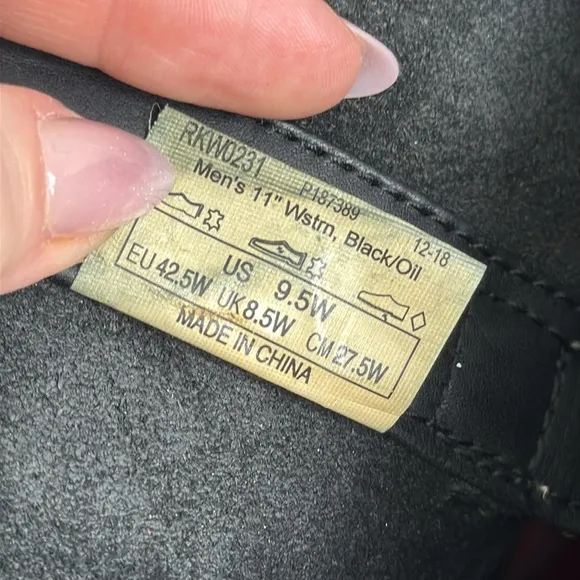 RKW0231 P187389 12-18
Men's 11" Wstrn, Black/Oil
US 9.5W
EU 42.5W UK 8.5W CM 27.5W
MADE IN CHINA